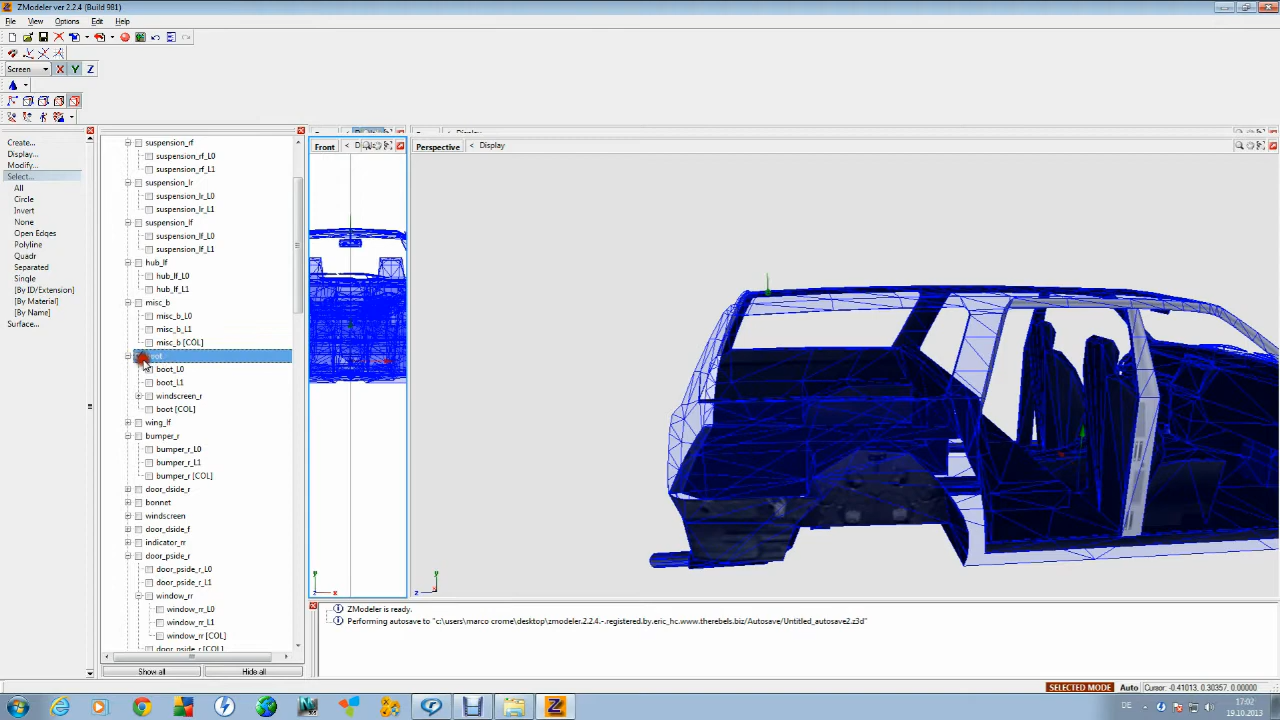 ZModeler ver 2.2.4 (Build 981)
File View Options Edit Help
Screen X Y Z
Create...
Display...
Modify...
Select...
All
Circle
Invert
None
Open Edges
Polyline
Quadr
Separated
Single
[By ID/Extension]
[By Material]
[By Name]
Surface...
suspension_rf
suspension_rf_L0
suspension_rf_L1
suspension_lr
suspension_lr_L0
suspension_lr_L1
suspension_lf
suspension_lf_L0
suspension_lf_L1
hub_lf
hub_lf_L0
hub_lf_L1
misc_b
misc_b_L0
misc_b_L1
misc_b [COL]
boot_L0
boot_L1
windscreen_r
boot [COL]
wing_lf
bumper_r
bumper_r_L0
bumper_r_L1
bumper_r [COL]
door_dside_r
bonnet
windscreen
door_dside_f
indicator_rr
door_pside_r
door_pside_r_L0
door_pside_r_L1
window_rr
window_rr_L0
window_rr_L1
window_rr [COL]
door_pside_r [COL]
Show all Hide all
Front <
Perspective < Display
ZModeler is ready.
Performing autosave to "c:\users\marco crome\desktop\zmodeler.2.2.4.-.registered.by.eric_hc.www.therebels.biz/Autosave/Untitled_autosave2.z3d"
SELECTED MODE Auto Cursor: -0.41013, 0.30357, 0.00000
DE 17:02
19.10.2013